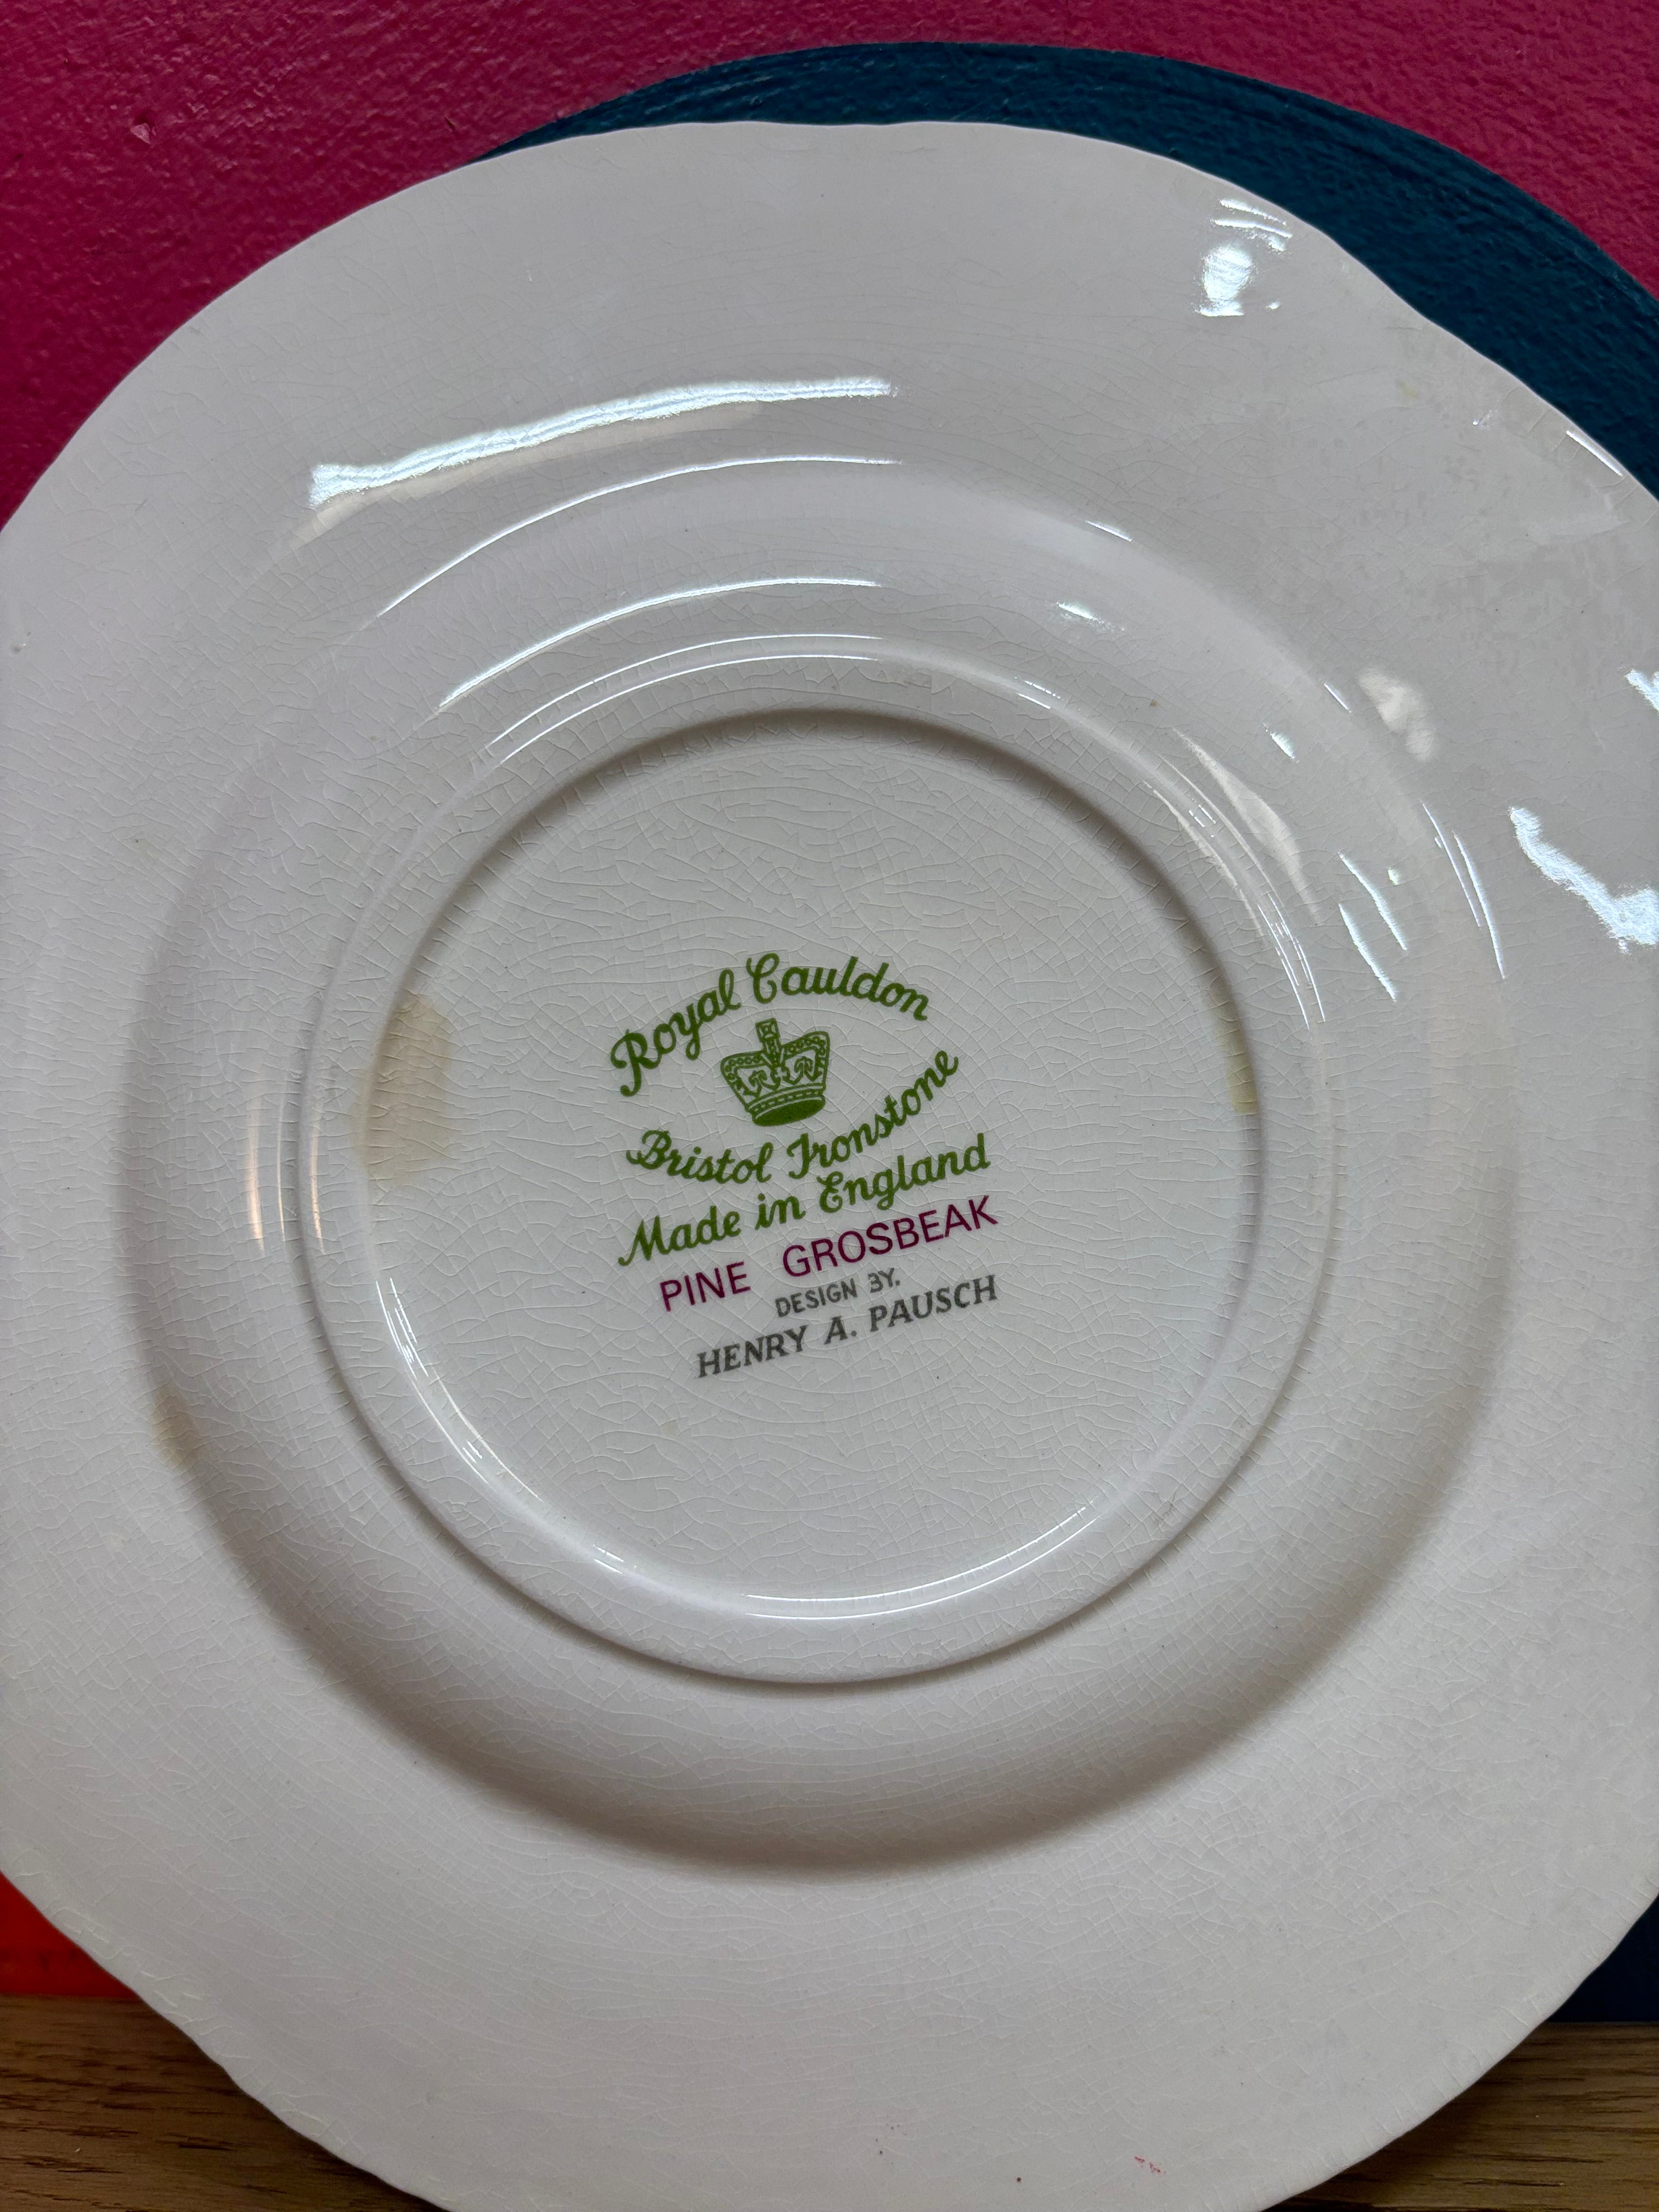 Royal Cauldon
Bristol Ironstone
Made in England
PINE GROSBEAK
DESIGN BY.
HENRY A. PAUSCH